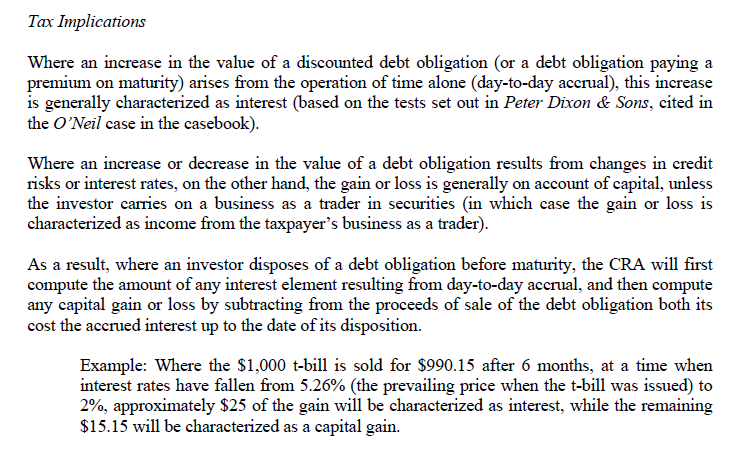 Tax Implications
Where an increase in the value of a discounted debt obligation (or a debt obligation paying a
premium on maturity) arises from the operation of time alone (day-to-day accrual), this increase
is generally characterized as interest (based on the tests set out in Peter Dixon & Sons, cited in
the O'Neil case in the casebook).
Where an increase or decrease in the value of a debt obligation results from changes in credit
risks or interest rates, on the other hand, the gain or loss is generally on account of capital, unless
the investor carries on a business as a trader in securities (in which case the gain or loss is
characterized as income from the taxpayer's business as a trader).
As a result, where an investor disposes of a debt obligation before maturity, the CRA will first
compute the amount of any interest element resulting from day-to-day accrual, and then compute
any capital gain or loss by subtracting from the proceeds of sale of the debt obligation both its
cost the accrued interest up to the date of its disposition.
Example: Where the $1,000 t-bill is sold for $990.15 after 6 months, at a time when
interest rates have fallen from 5.26% (the prevailing price when the t-bill was issued) to
2%, approximately $25 of the gain will be characterized as interest, while the remaining
$15.15 will be characterized as a capital gain.